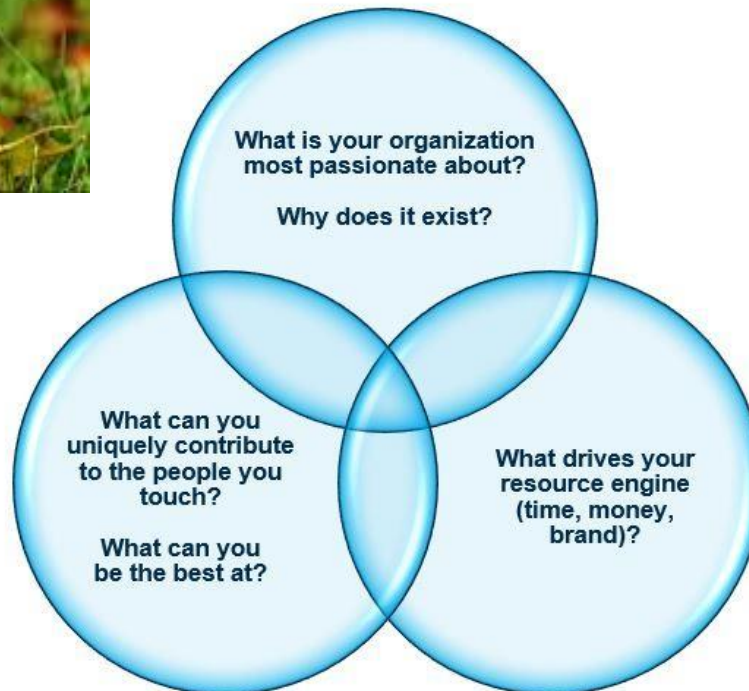 What is your organization
most passionate about?
Why does it exist?
What can you
uniquely contribute
to the people you
touch?
What can you
be the best at?
What drives your
resource engine
(time, money,
brand)?